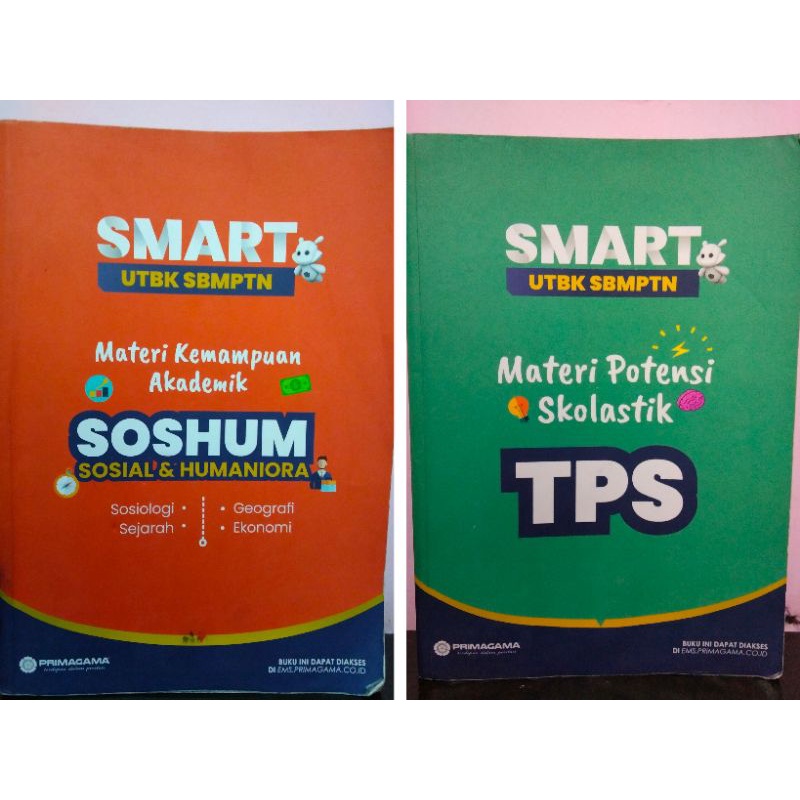 SMART
UTBK SBMPTN
Materi Kemampuan
Akademik
SOSHUM
SOSIAL & HUMANIORA
Sosiologi •
Sejarah •
• Geografi
• Ekonomi
PRIMAGAMA
BUKU INI DAPAT DIAKSES
DI EMS.PRIMAGAMA.CO.ID
SMART
UTBK SBMPTN
Materi Potensi
Skolastik
TPS
PRIMAGAMA
BUKU INI DAPAT DIAKSES
DI EMS.PRIMAGAMA.CO.ID